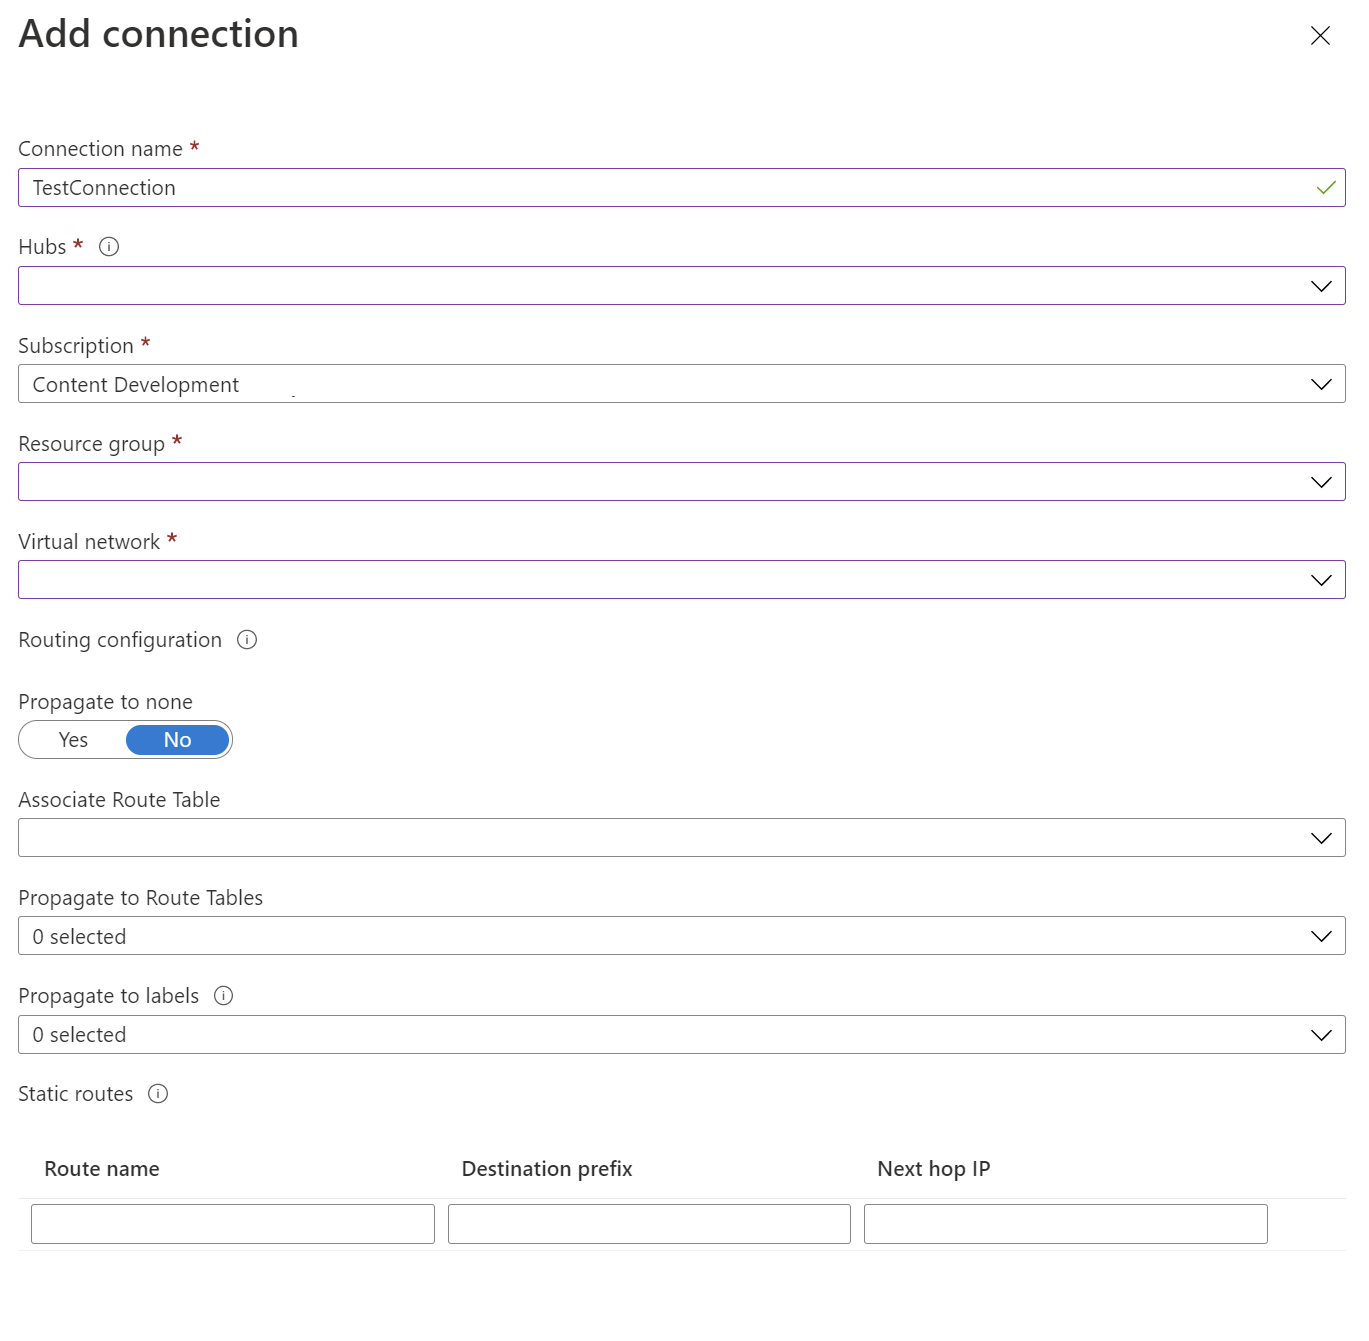 Add connection
Connection name *
TestConnection
Hubs *
Subscription *
Content Development
Resource group *
Virtual network *
Routing configuration
Propagate to none
Yes No
Associate Route Table
Propagate to Route Tables
0 selected
Propagate to labels
0 selected
Static routes
Route name Destination prefix Next hop IP